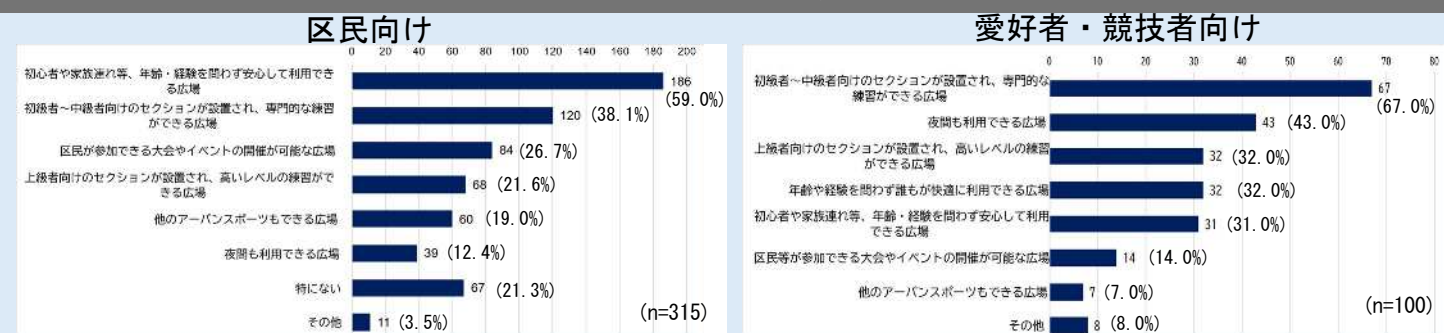 区民向け
0 20 40 60 80 100 120 140 160 180 200
初心者や家族連れ等、年齢・経験を問わず安心して利用でき
る広場
186
(59.0%)
初級者～中級者向けのセクションが設置され、専門的な練習
ができる広場
120 (38.1%)
区民が参加できる大会やイベントの開催が可能な広場
84 (26.7%)
上級者向けのセクションが設置され、高いレベルの練習がで
きる広場
68 (21.6%)
他のアーバンスポーツもできる広場
60 (19.0%)
夜間も利用できる広場
39 (12.4%)
特にない
67 (21.3%)
その他
11 (3.5%)
(n=315)
愛好者・競技者向け
0 10 20 30 40 50 60 70 80
初級者～中級者向けのセクションが設置され、専門的な
練習ができる広場
67
(67.0%)
夜間も利用できる広場
43 (43.0%)
上級者向けのセクションが設置され、高いレベルの練習
ができる広場
32 (32.0%)
年齢や経験を問わず誰もが快適に利用できる広場
32 (32.0%)
初心者や家族連れ等、年齢・経験を問わず安心して利用
できる広場
31 (31.0%)
区民等が参加できる大会やイベントの開催が可能な広場
14 (14.0%)
他のアーバンスポーツもできる広場
7 (7.0%)
その他
8 (8.0%)
(n=100)